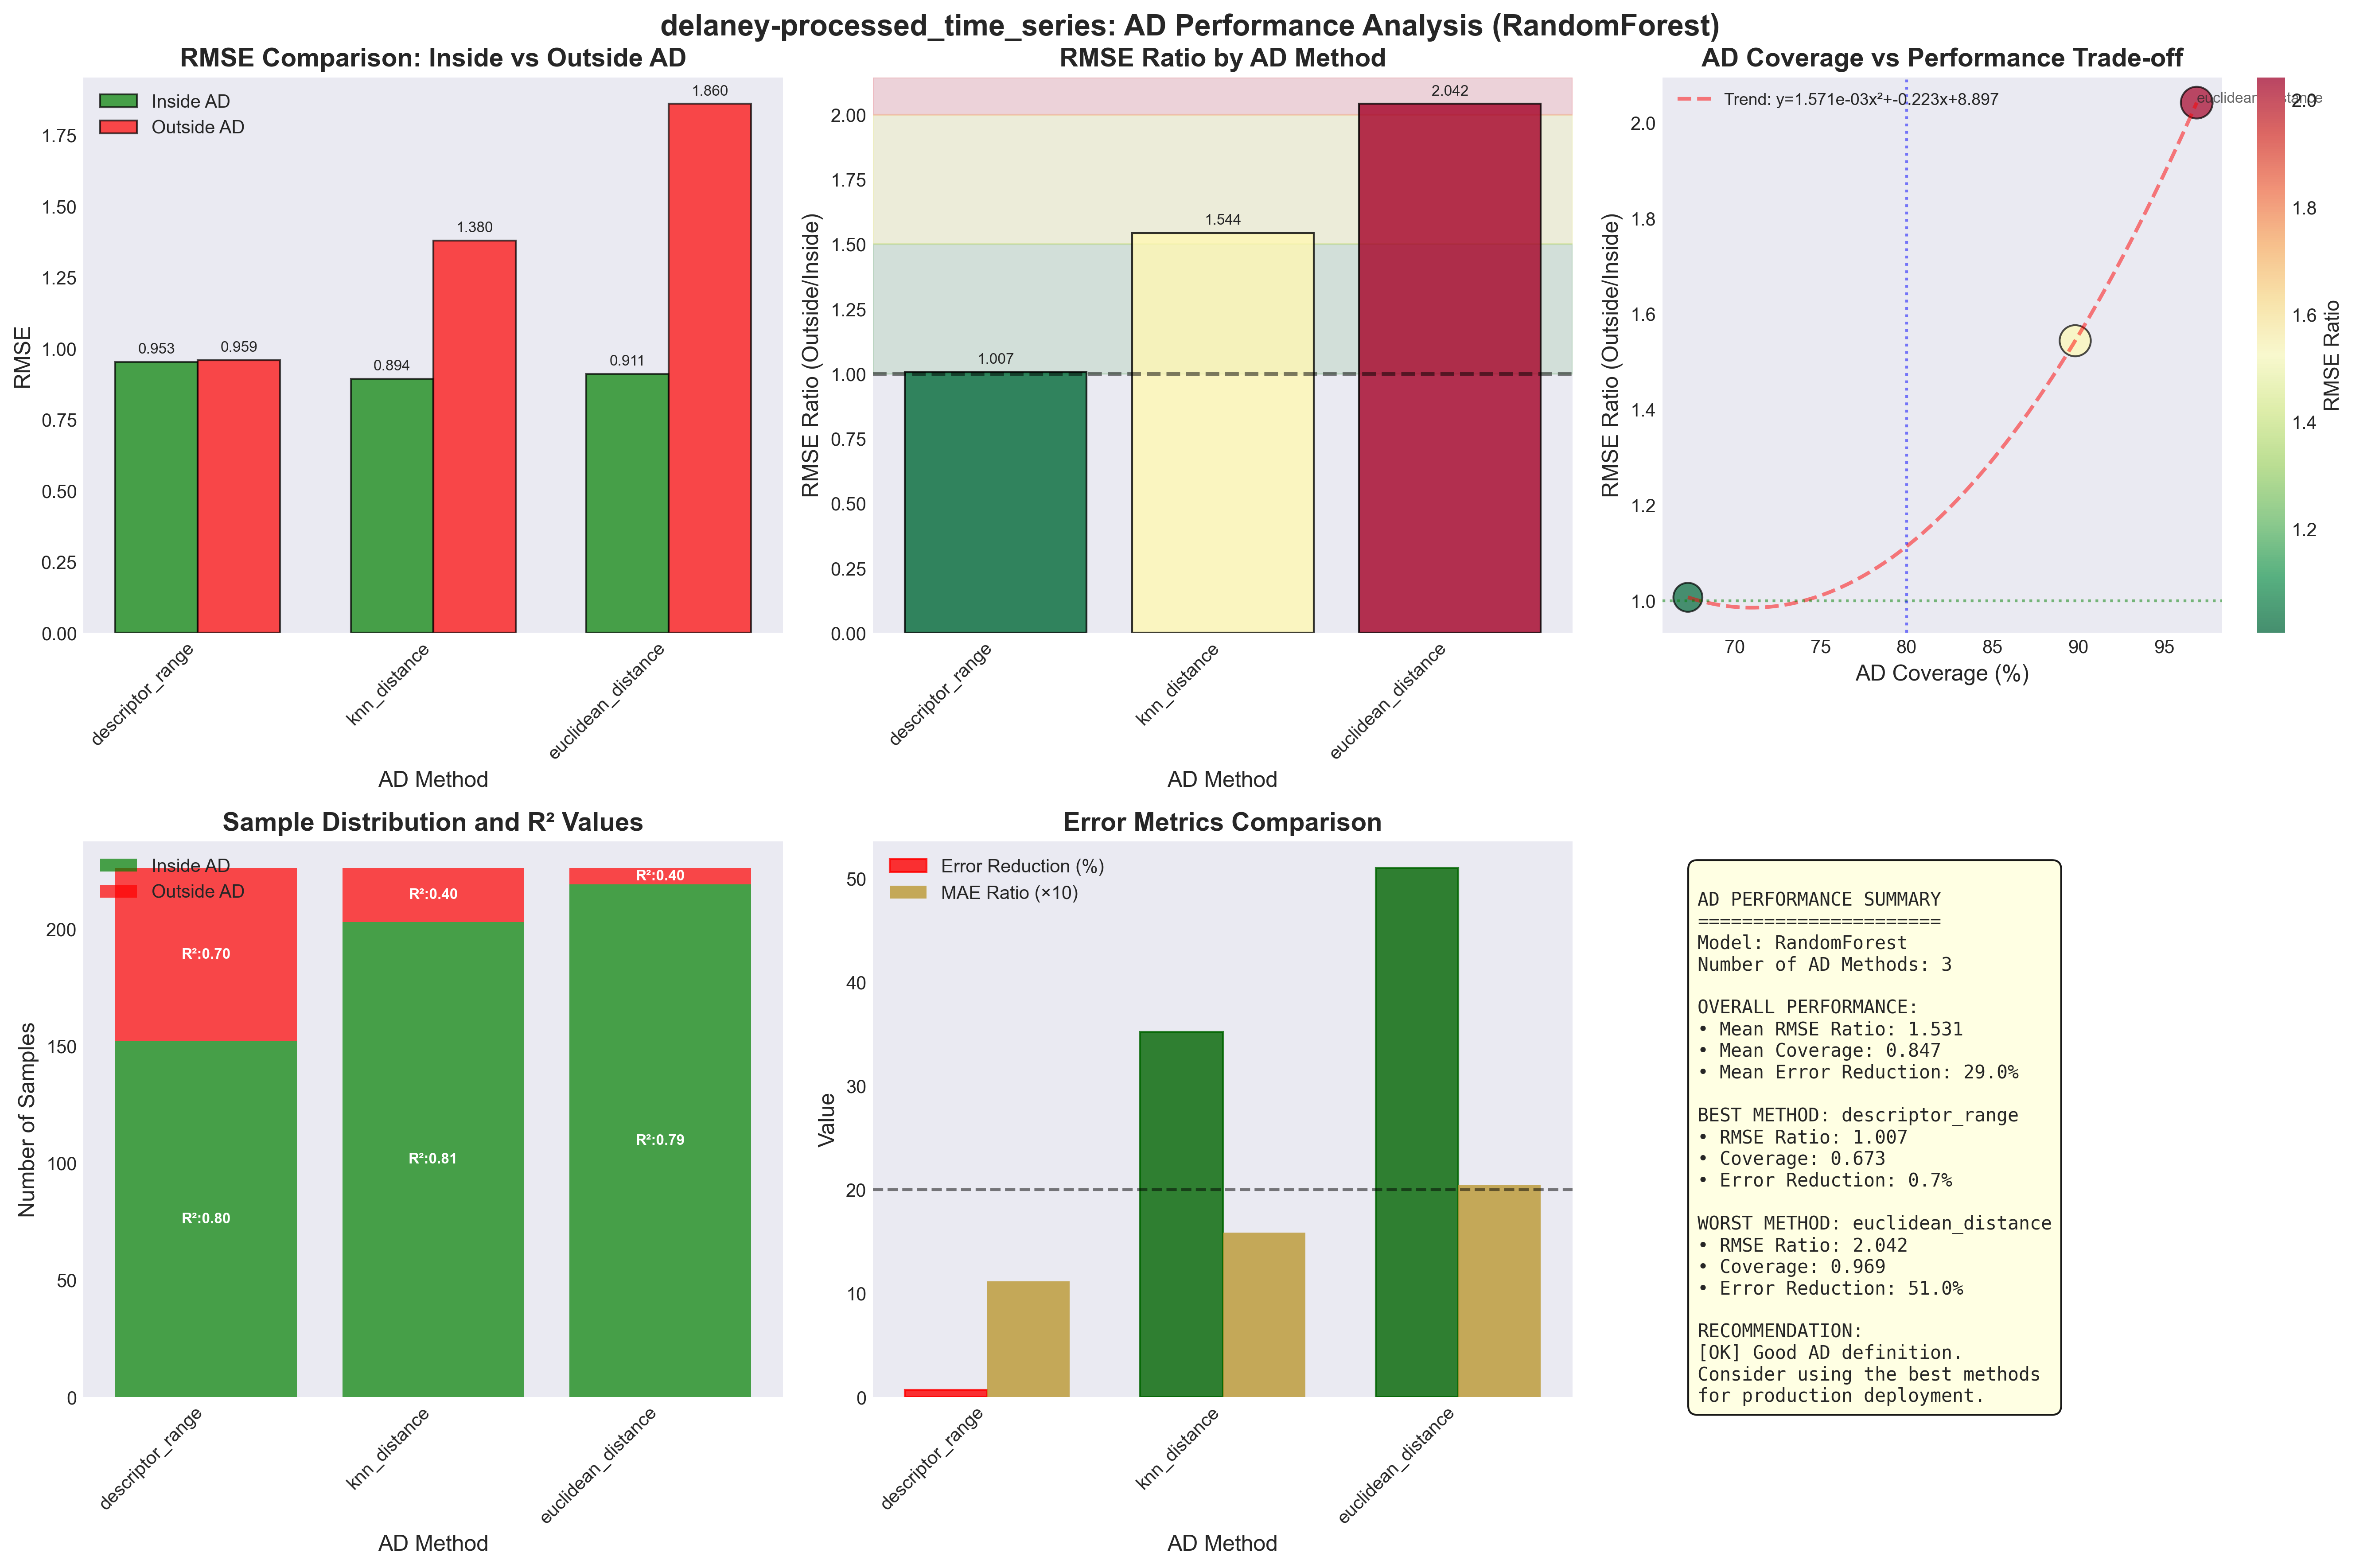 delaney-processed_time_series: AD Performance Analysis (RandomForest)
RMSE Comparison: Inside vs Outside AD
Inside AD
Outside AD
RMSE
0.00
0.25
0.50
0.75
1.00
1.25
1.50
1.75
0.953
0.959
0.894
1.380
0.911
1.860
descriptor_range
knn_distance
euclidean_distance
AD Method
RMSE Ratio by AD Method
RMSE Ratio (Outside/Inside)
0.00
0.25
0.50
0.75
1.00
1.25
1.50
1.75
2.00
1.007
1.544
2.042
descriptor_range
knn_distance
euclidean_distance
AD Method
AD Coverage vs Performance Trade-off
Trend: y=1.571e-03x²+-0.223x+8.897
euclidean_distance
RMSE Ratio (Outside/Inside)
1.0
1.2
1.4
1.6
1.8
2.0
70
75
80
85
90
95
AD Coverage (%)
2.0
1.8
1.6
1.4
1.2
RMSE Ratio
Sample Distribution and R² Values
Inside AD
Outside AD
Number of Samples
0
50
100
150
200
R²:0.70
R²:0.80
R²:0.40
R²:0.81
R²:0.40
R²:0.79
descriptor_range
knn_distance
euclidean_distance
AD Method
Error Metrics Comparison
Error Reduction (%)
MAE Ratio (×10)
Value
0
10
20
30
40
50
descriptor_range
knn_distance
euclidean_distance
AD Method
AD PERFORMANCE SUMMARY
======================
Model: RandomForest
Number of AD Methods: 3
OVERALL PERFORMANCE:
• Mean RMSE Ratio: 1.531
• Mean Coverage: 0.847
• Mean Error Reduction: 29.0%
BEST METHOD: descriptor_range
• RMSE Ratio: 1.007
• Coverage: 0.673
• Error Reduction: 0.7%
WORST METHOD: euclidean_distance
• RMSE Ratio: 2.042
• Coverage: 0.969
• Error Reduction: 51.0%
RECOMMENDATION:
[OK] Good AD definition.
Consider using the best methods
for production deployment.